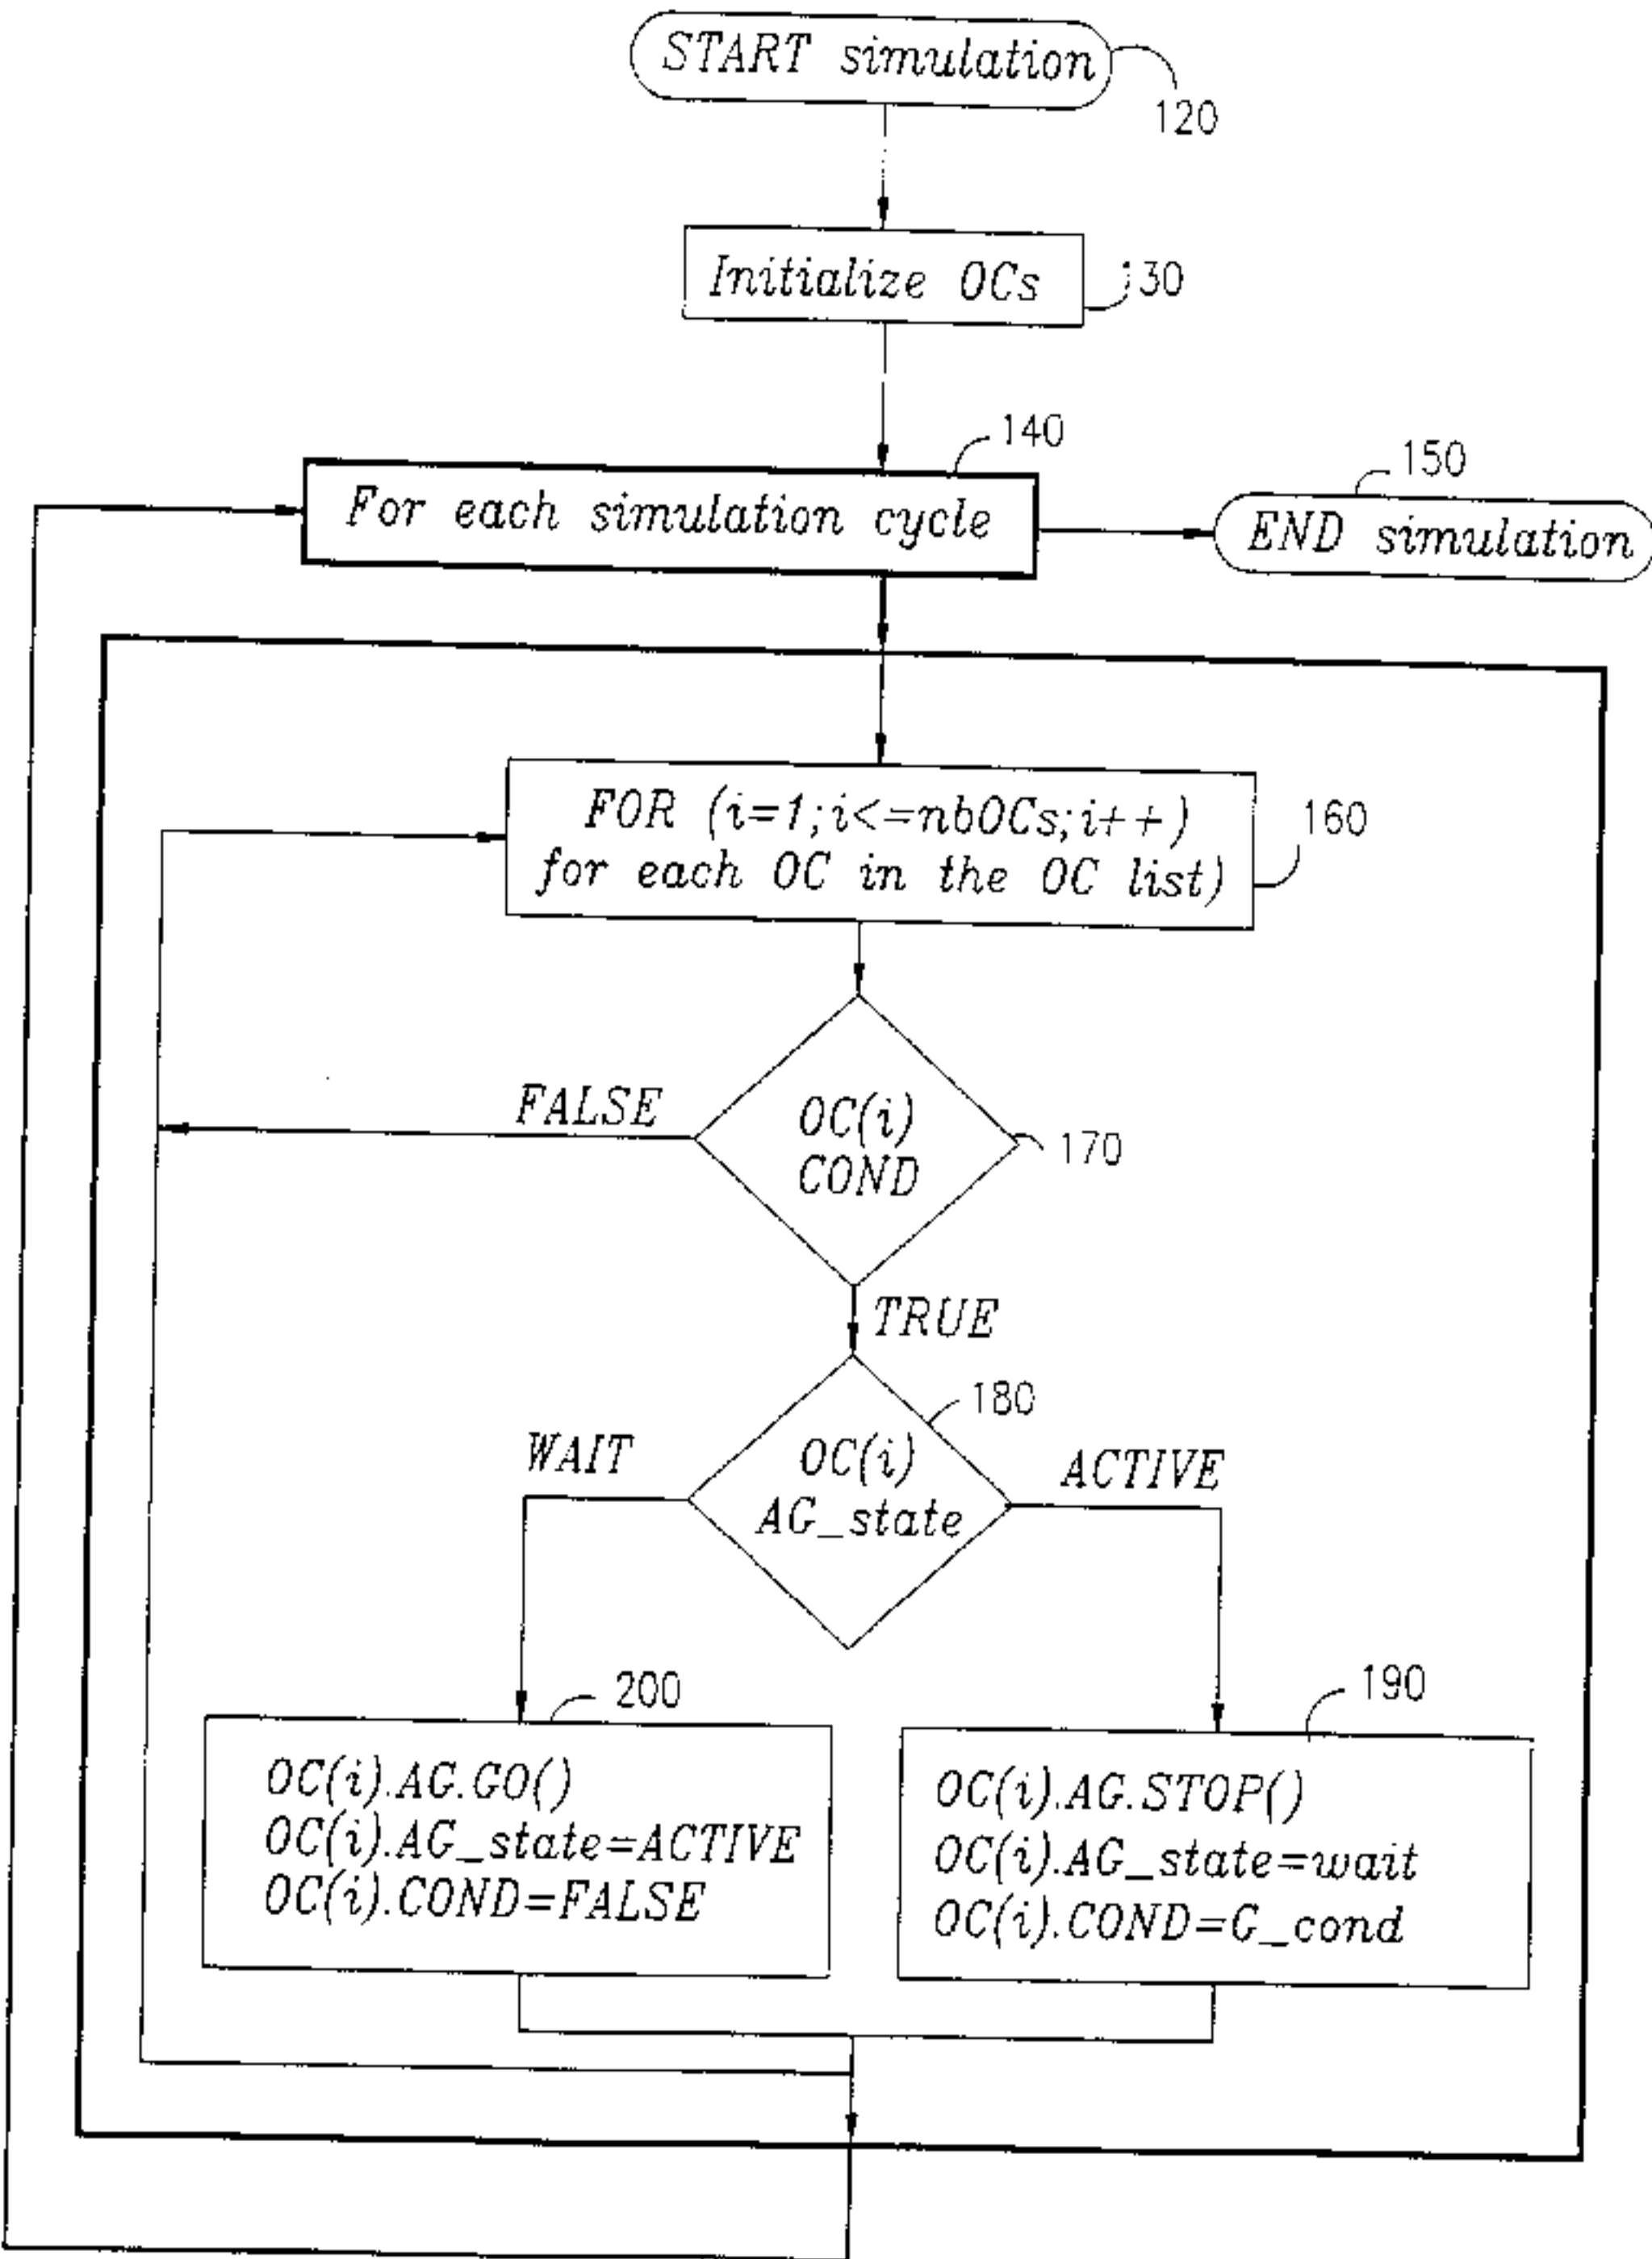 START simulation
120
Initialize OCs
130
140
For each simulation cycle
150
END simulation
FOR (i=1;i<=nbOCs;i++)
for each OC in the OC list)
160
FALSE
OC(i)
COND
170
TRUE
180
WAIT
OC(i)
AG_state
ACTIVE
200
OC(i).AG.GO()
OC(i).AG_state=ACTIVE
OC(i).COND=FALSE
190
OC(i).AG.STOP()
OC(i).AG_state=wait
OC(i).COND=G_cond